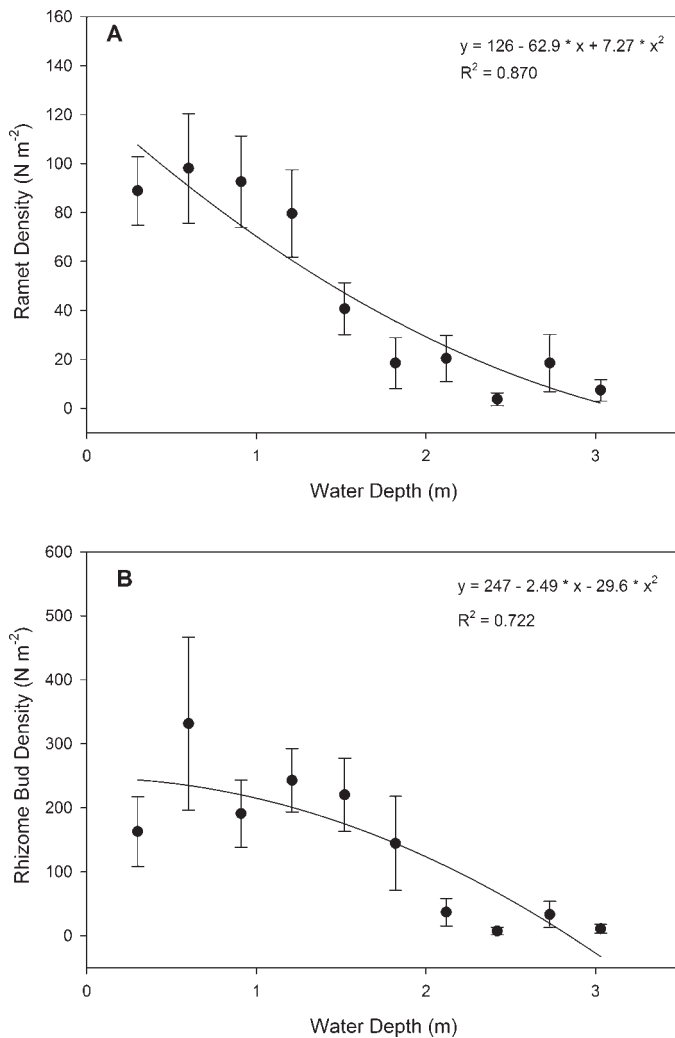 A
y = 126 - 62.9 * x + 7.27 * x²
R² = 0.870
160
140
120
100
80
60
40
20
0
Ramet Density (N m⁻²)
0 1 2 3
Water Depth (m)
B
y = 247 - 2.49 * x - 29.6 * x²
R² = 0.722
600
500
400
300
200
100
0
Rhizome Bud Density (N m⁻²)
0 1 2 3
Water Depth (m)